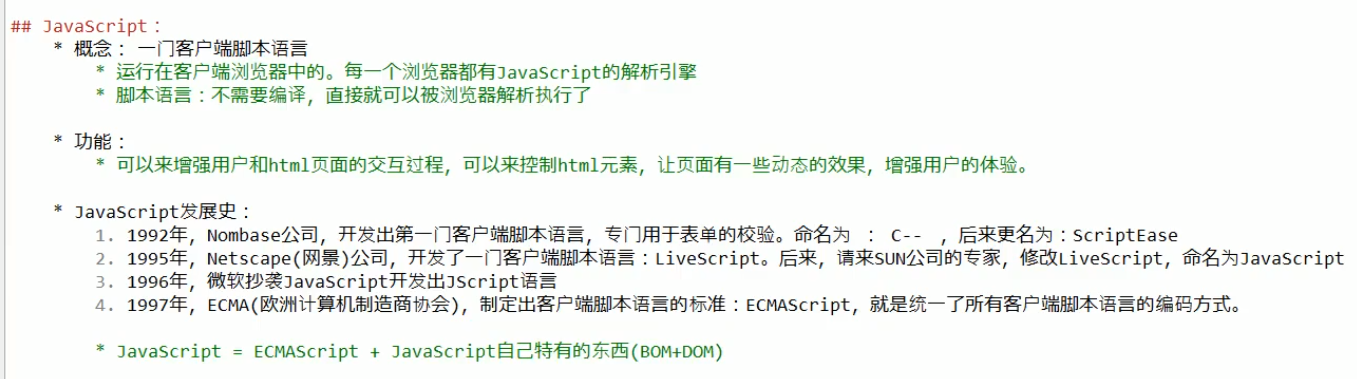 ## JavaScript：
* 概念： 一门客户端脚本语言
* 运行在客户端浏览器中的。每一个浏览器都有JavaScript的解析引擎
* 脚本语言：不需要编译，直接就可以被浏览器解析执行了
* 功能：
* 可以来增强用户和html页面的交互过程，可以来控制html元素，让页面有一些动态的效果，增强用户的体验。
* JavaScript发展史：
1. 1992年，Nombase公司，开发出第一门客户端脚本语言，专门用于表单的校验。命名为 ： C-- ，后来更名为：ScriptEase
2. 1995年，Netscape(网景)公司，开发了一门客户端脚本语言：LiveScript。后来，请来SUN公司的专家，修改LiveScript，命名为JavaScript
3. 1996年，微软抄袭JavaScript开发出JScript语言
4. 1997年，ECMA(欧洲计算机制造商协会)，制定出客户端脚本语言的标准：ECMAScript，就是统一了所有客户端脚本语言的编码方式。
* JavaScript = ECMAScript + JavaScript自己特有的东西(BOM+DOM)